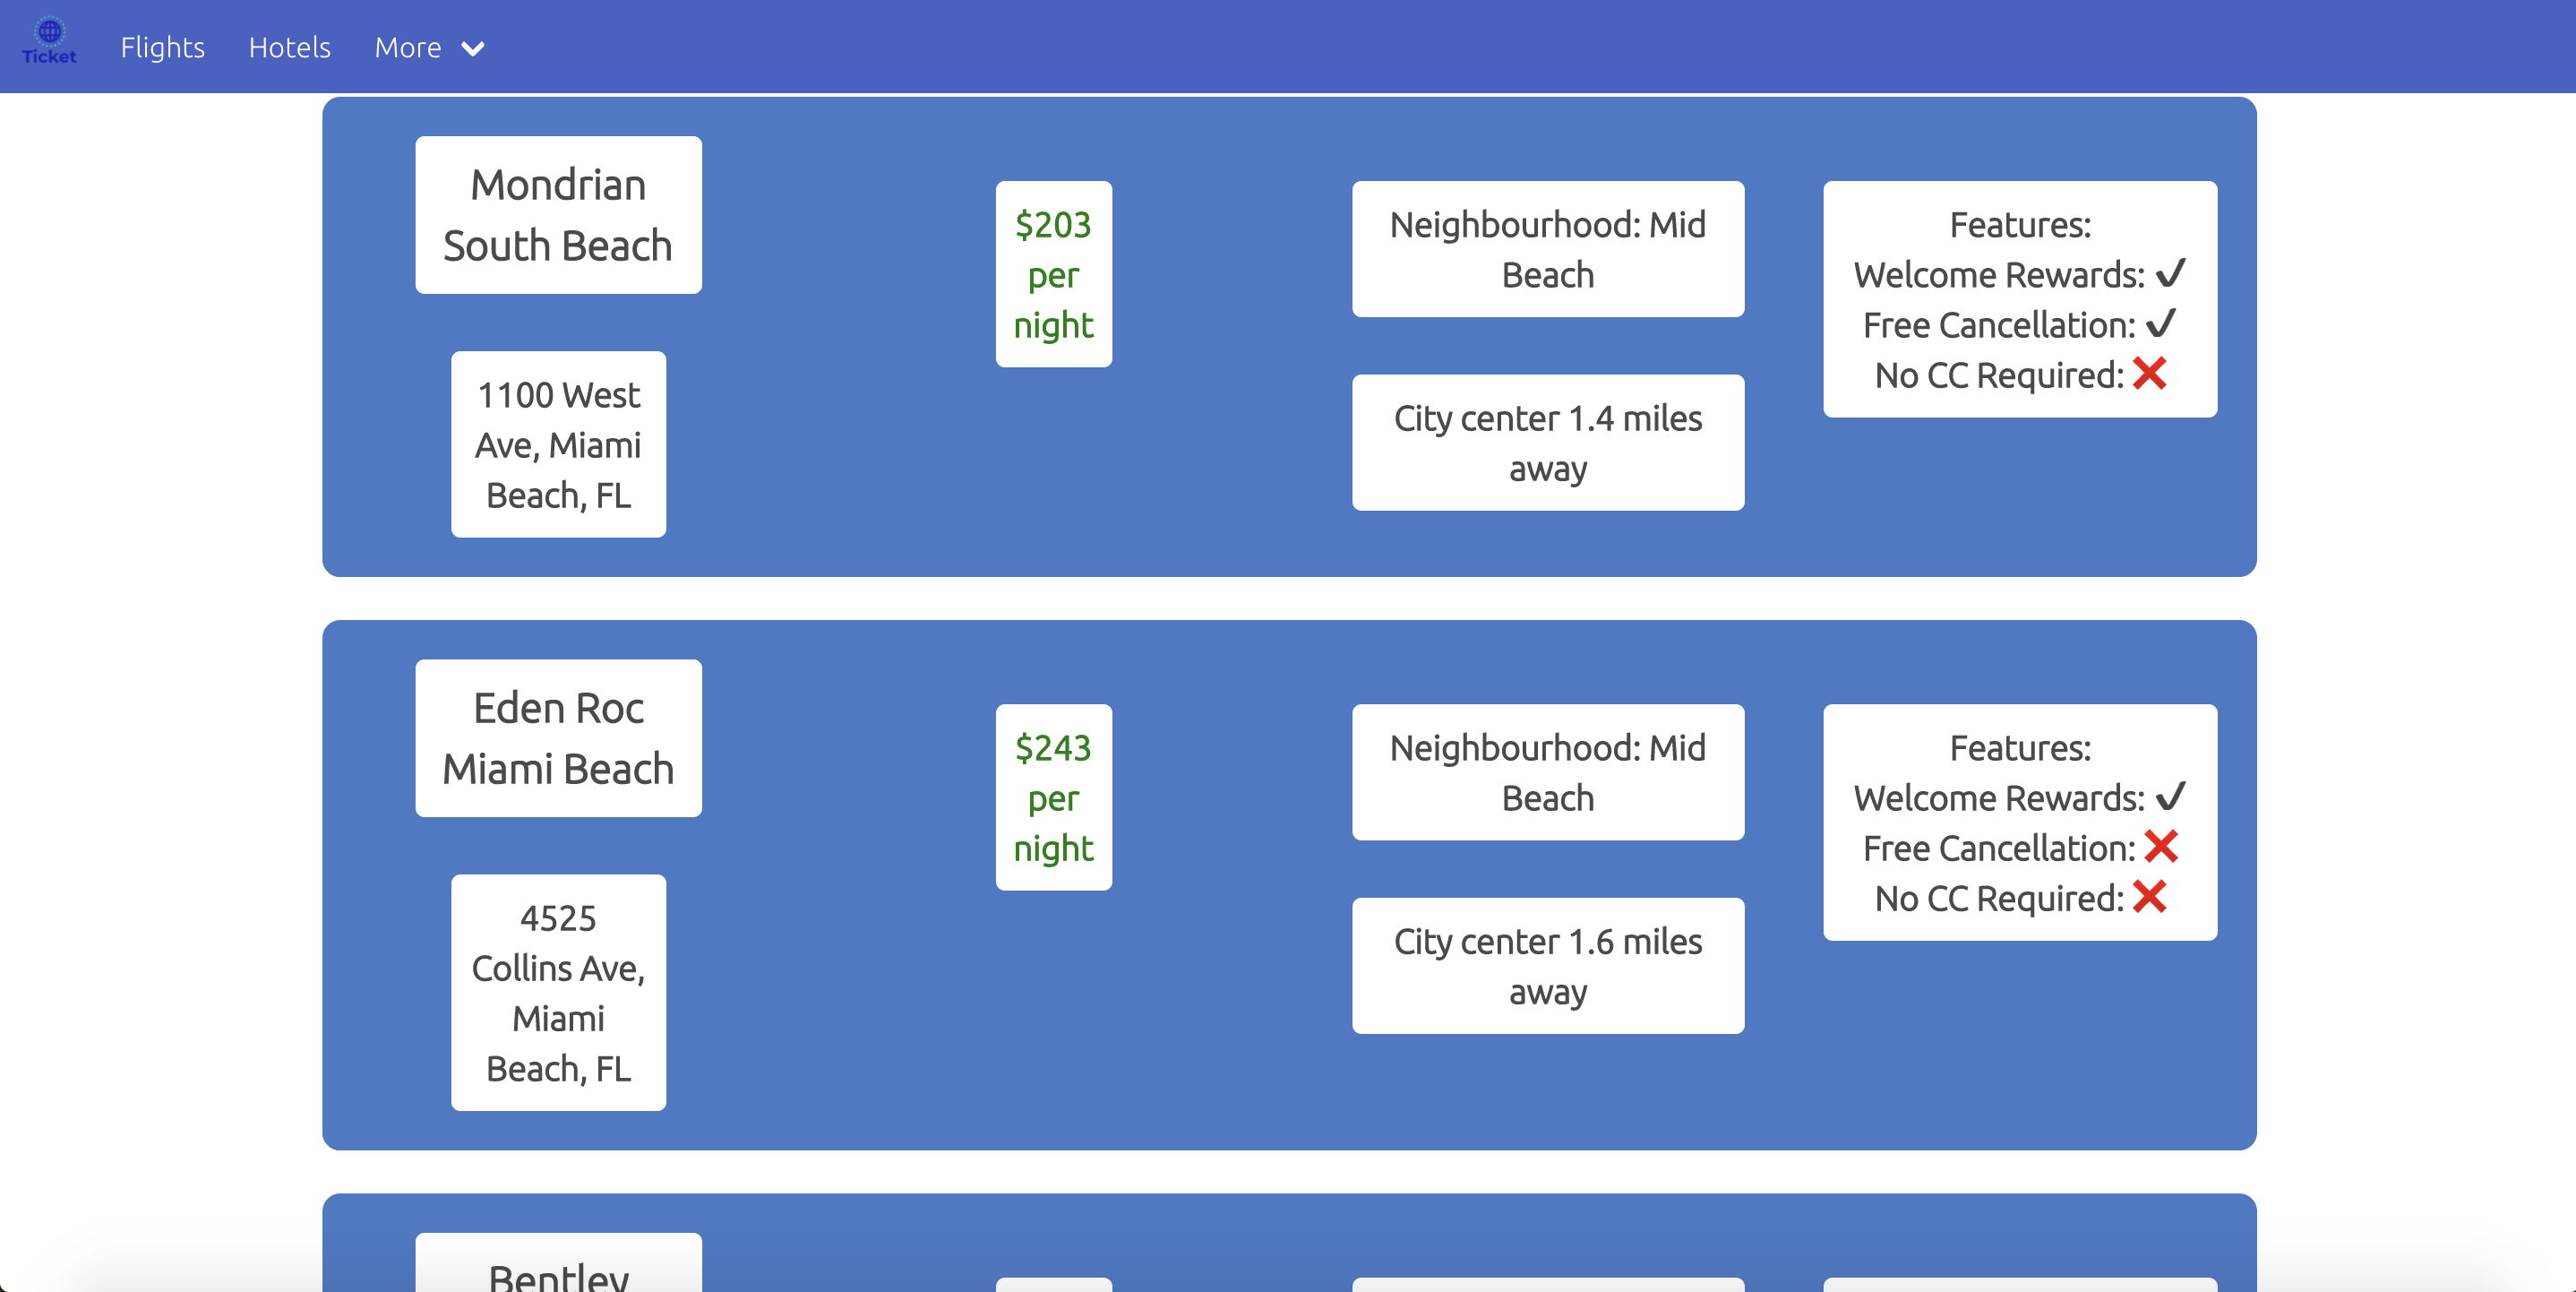 Ticket
Flights
Hotels
More
Mondrian
South Beach
1100 West
Ave, Miami
Beach, FL
$203
per
night
Neighbourhood: Mid
Beach
City center 1.4 miles
away
Features:
Welcome Rewards: ✔
Free Cancellation: ✔
No CC Required: ❌
Eden Roc
Miami Beach
4525
Collins Ave,
Miami
Beach, FL
$243
per
night
Neighbourhood: Mid
Beach
City center 1.6 miles
away
Features:
Welcome Rewards: ✔
Free Cancellation: ❌
No CC Required: ❌
Bentley